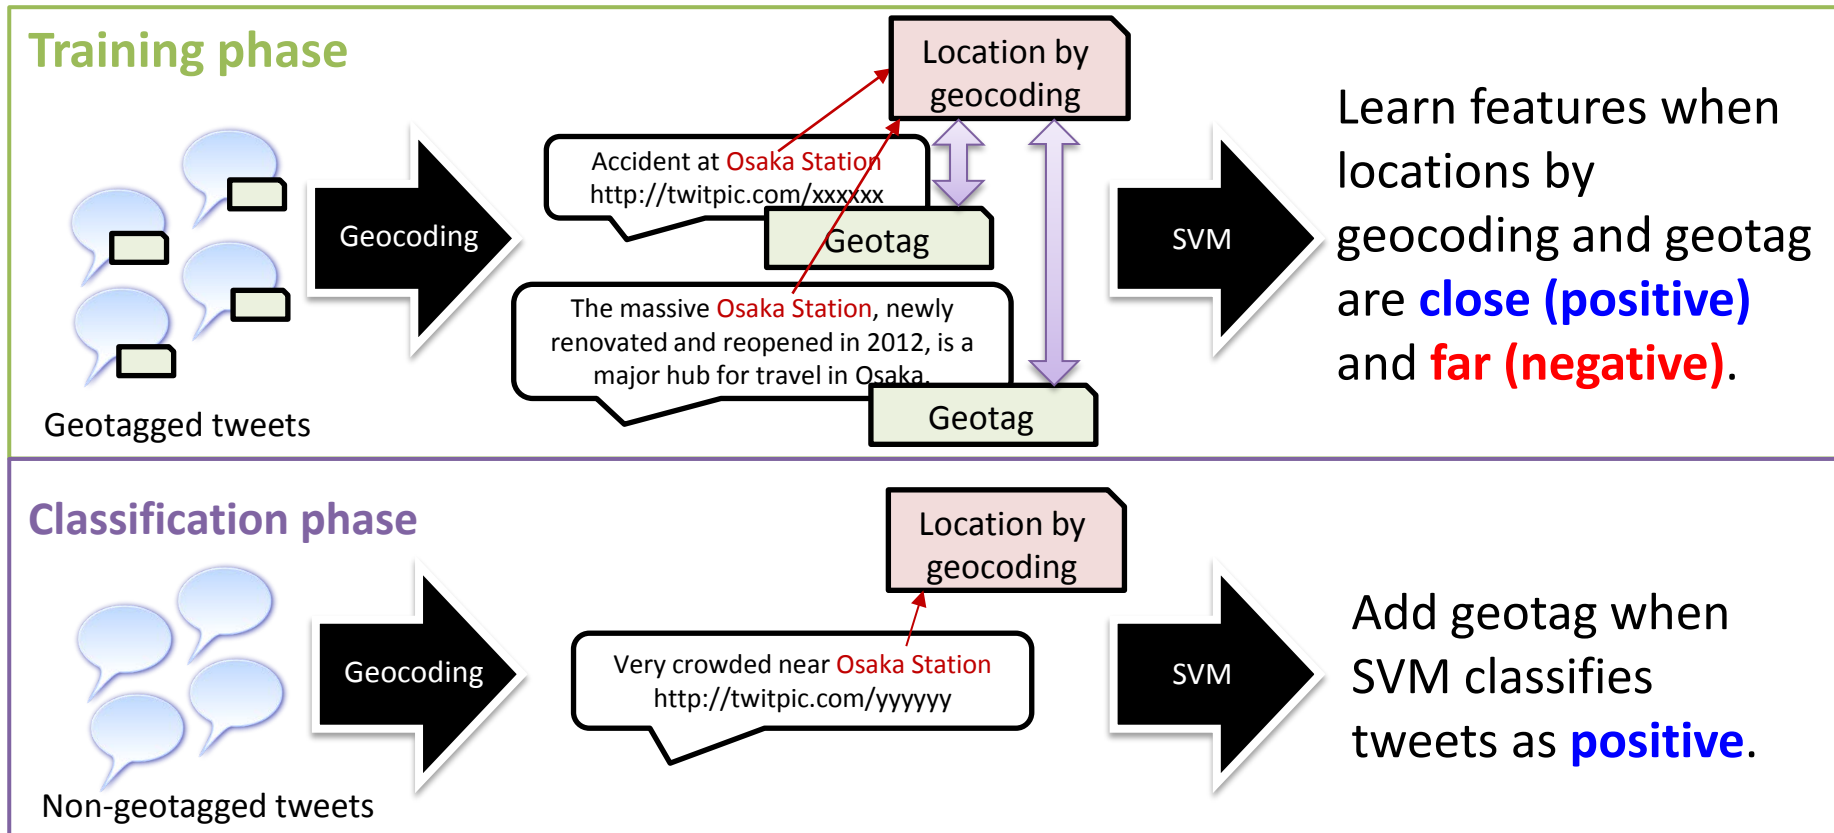 Training phase
Geotagged tweets
Geocoding
Accident at Osaka Station
http://twitpic.com/xxxxxx
Geotag
The massive Osaka Station, newly
renovated and reopened in 2012, is a
major hub for travel in Osaka.
Geotag
Location by
geocoding
SVM
Learn features when
locations by
geocoding and geotag
are close (positive)
and far (negative).
Classification phase
Non-geotagged tweets
Geocoding
Location by
geocoding
Very crowded near Osaka Station
http://twitpic.com/yyyyyy
SVM
Add geotag when
SVM classifies
tweets as positive.